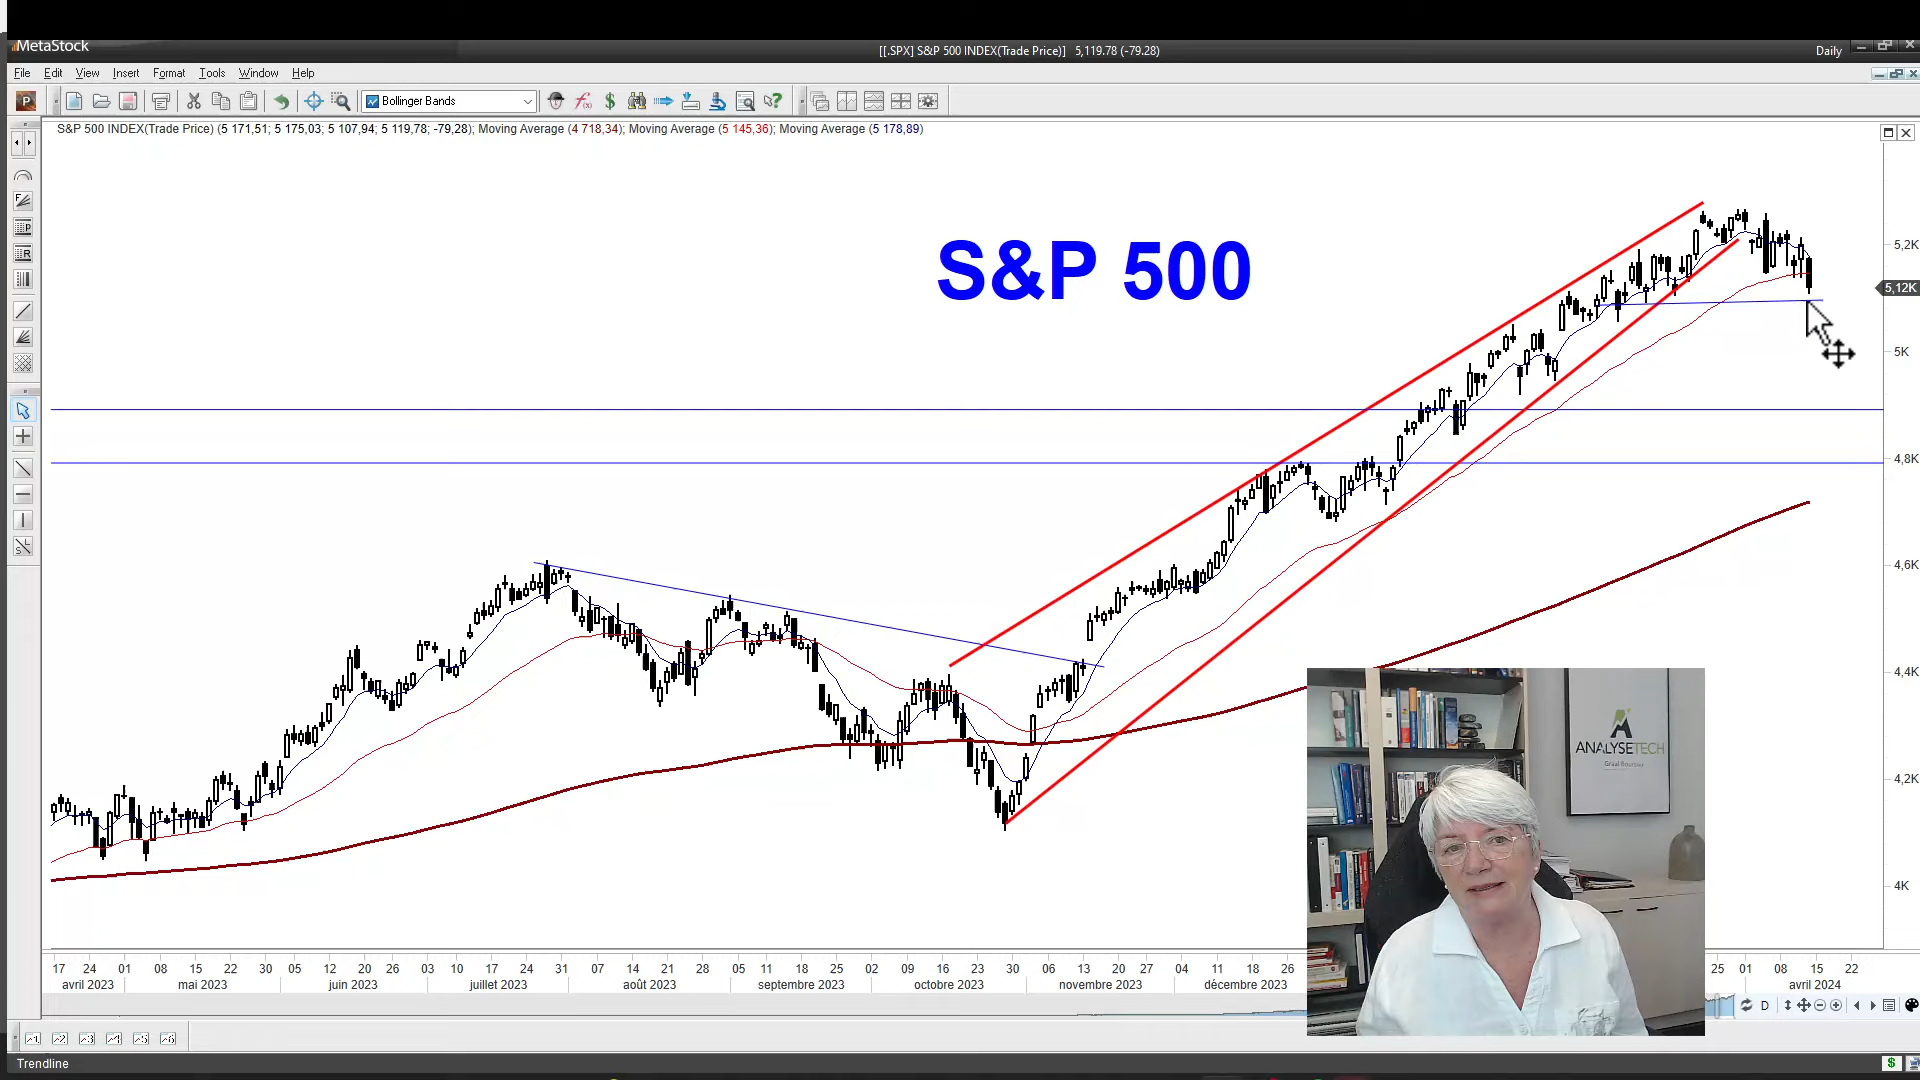 MetaStock
[[.SPX] S&P 500 INDEX(Trade Price)] 5,119.78 (-79.28)
Daily
File Edit View Insert Format Tools Window Help
Bollinger Bands
S&P 500 INDEX(Trade Price) (5 171,51; 5 175,03; 5 107,94; 5 119,78; -79,28); Moving Average (4 718,34); Moving Average (5 145,36); Moving Average (5 178,89)
S&P 500
5,2K
5,12K
5K
4,8K
4,6K
4,4K
4,2K
4K
ANALYSETECH
Graal Boursier
17 24 01 08 15 22 30 05 12 20 26 03 10 17 24 31 07 14 21 28 05 11 18 25 02 09 16 23 30 06 13 20 27 04 11 18 26 25 01 08 15 22
avril 2023 mai 2023 juin 2023 juillet 2023 août 2023 septembre 2023 octobre 2023 novembre 2023 décembre 2023 avril 2024
D
Trendline